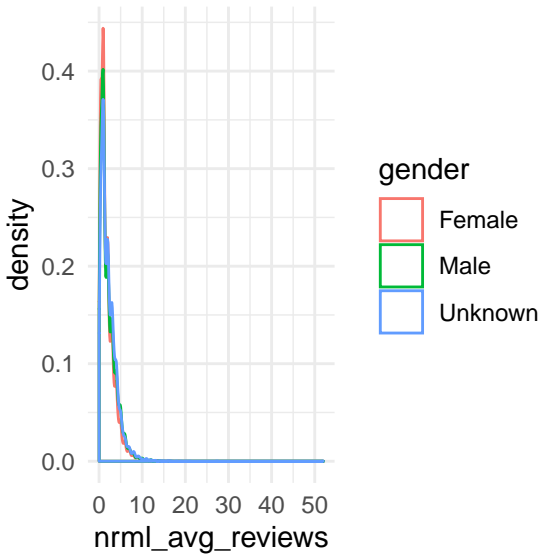 density
0.4
0.3
0.2
0.1
0.0
0 10 20 30 40 50
nrml_avg_reviews
gender
Female
Male
Unknown